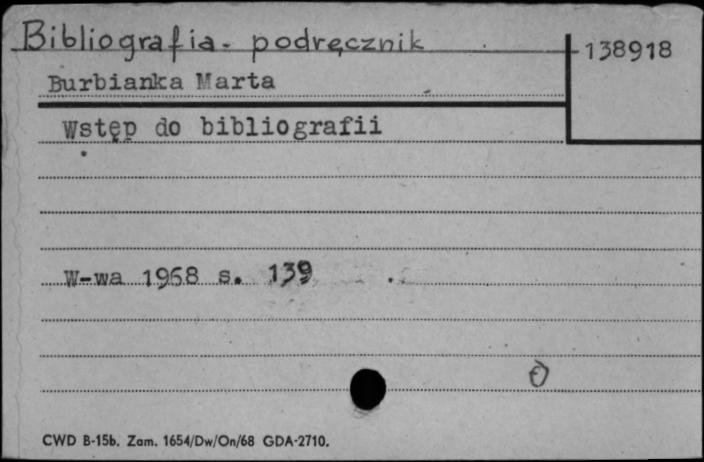 Bibliografia - podręcznik
138918
Burbianka Marta
Wstęp do bibliografii
W-wa 1968 s. 139
CWD B-15b. Zam. 1654/Dw/On/68 GDA-2710.